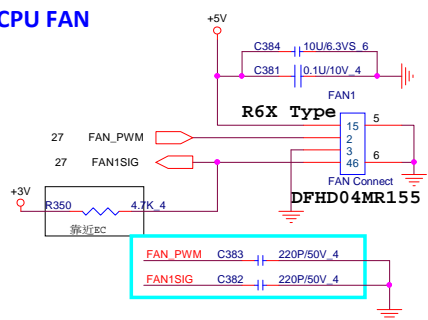 CPU FAN
+5V
C384 10U/6.3VS_6
C381 0.1U/10V_4
FAN1
R6X Type
15 5
27 FAN_PWM 2
3
27 FAN1SIG 46 6
FAN Connect
+3V
DFHD04MR155
R350 4.7K_4
靠近EC
FAN_PWM C383 220P/50V_4
FAN1SIG C382 220P/50V_4